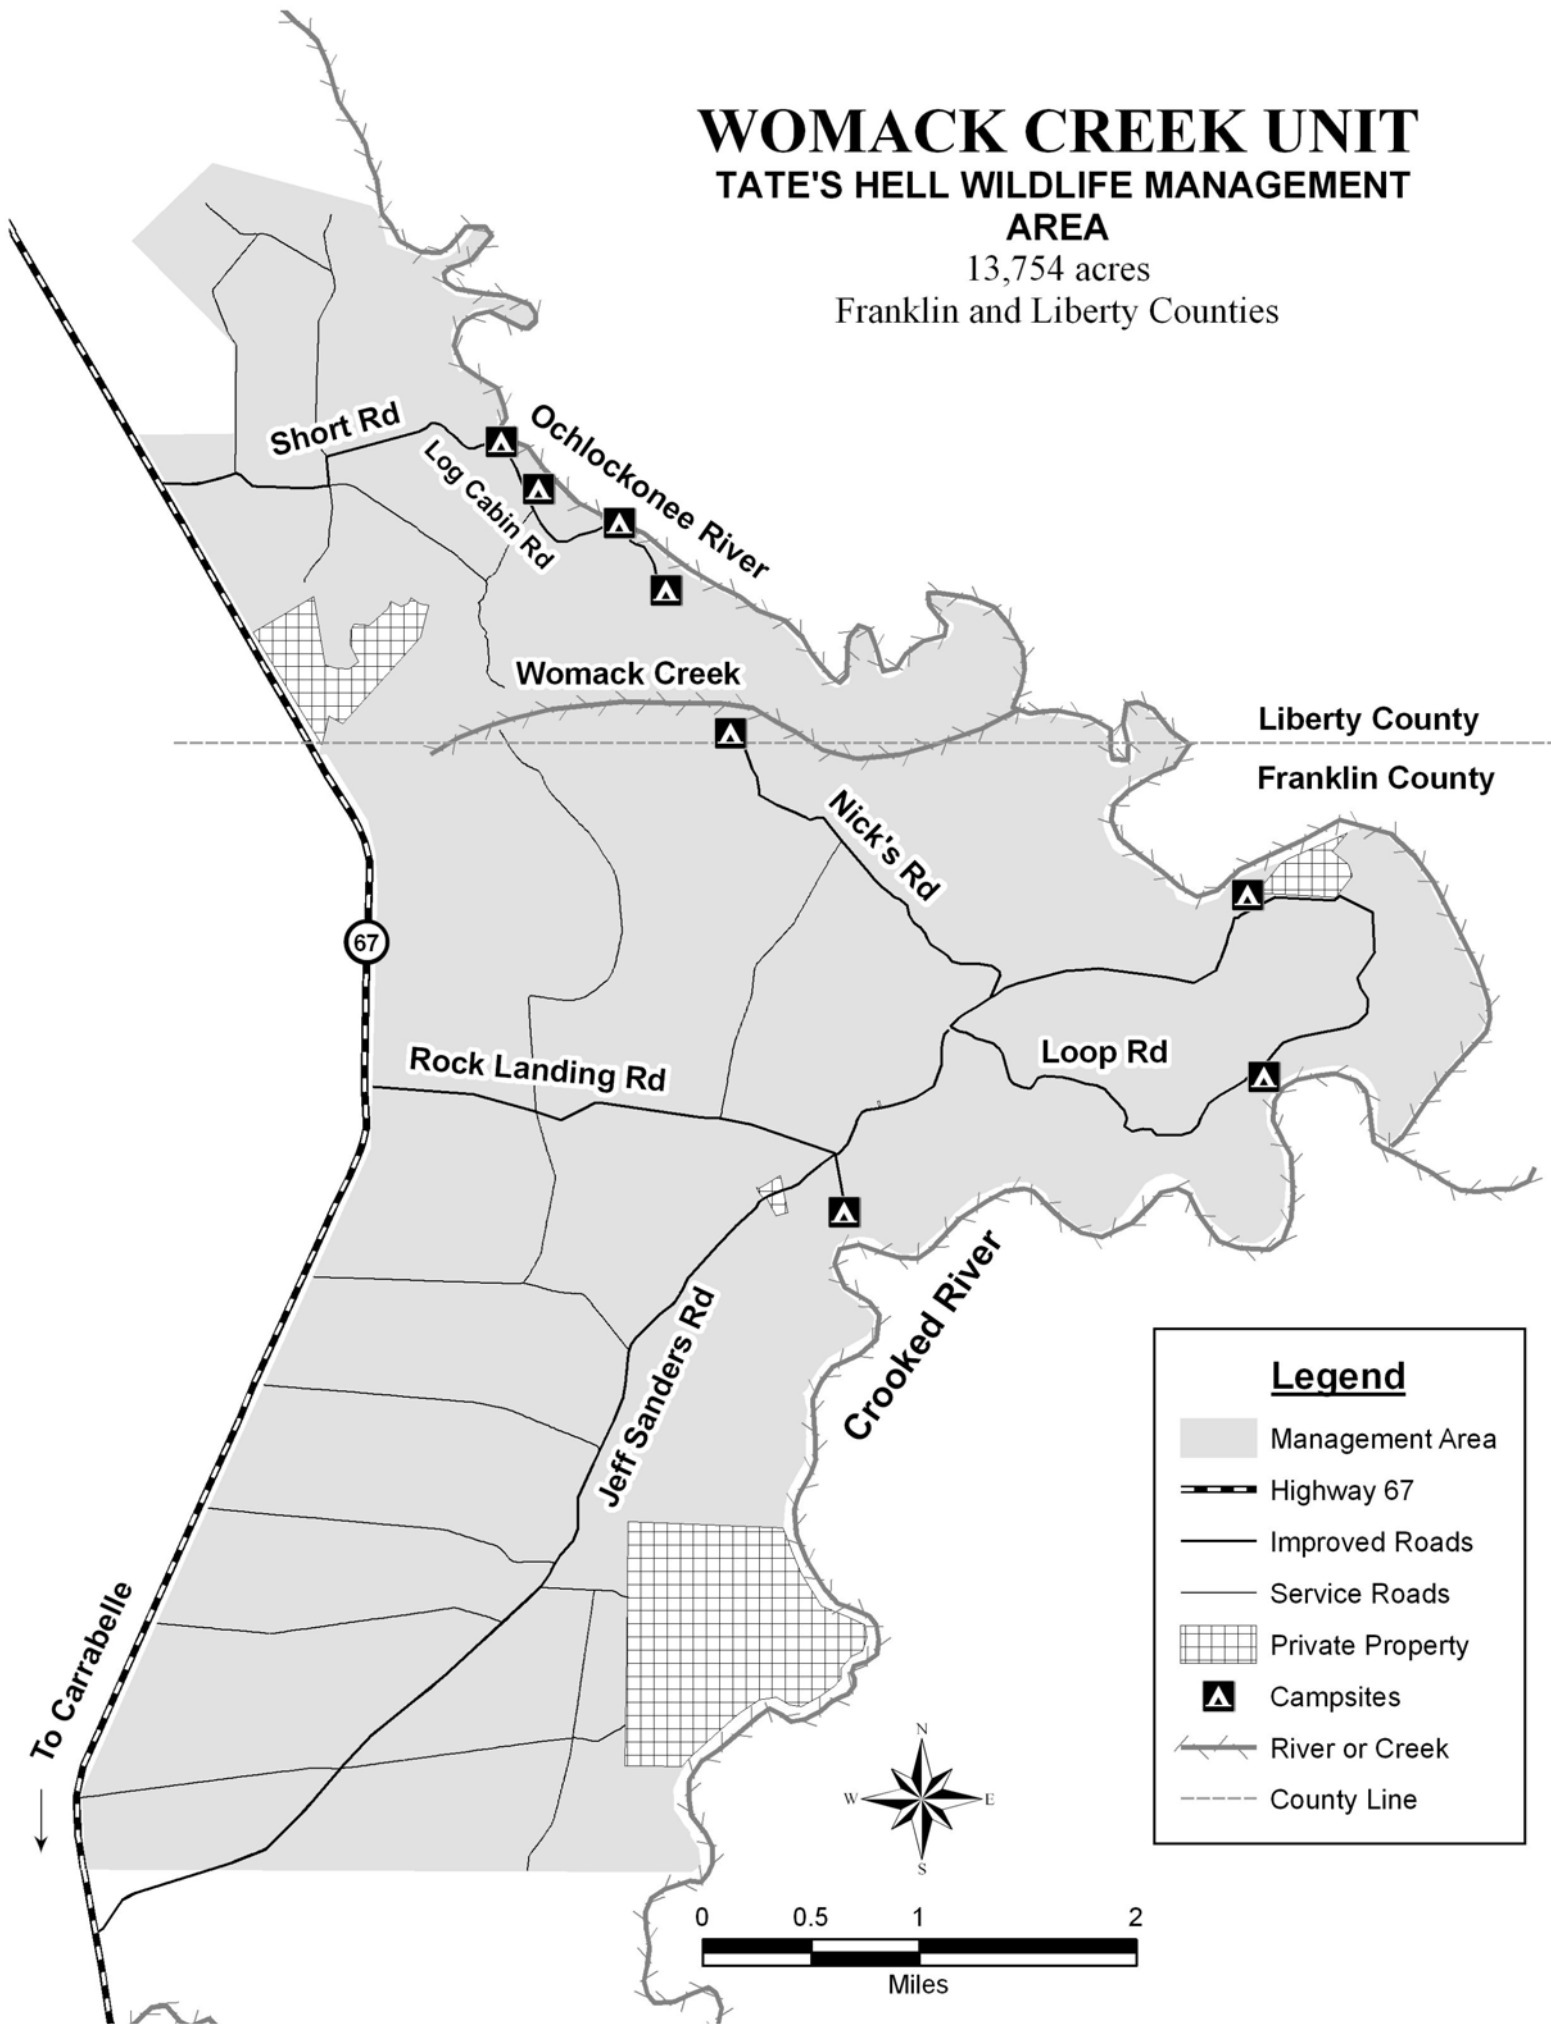 WOMACK CREEK UNIT
TATE'S HELL WILDLIFE MANAGEMENT
AREA
13,754 acres
Franklin and Liberty Counties
Short Rd
Log Cabin Rd
Ochlockonee River
Womack Creek
Liberty County
Franklin County
Nick's Rd
67
Rock Landing Rd
Loop Rd
Crooked River
Jeff Sanders Rd
To Carrabelle
Legend
Management Area
Highway 67
Improved Roads
Service Roads
Private Property
Campsites
River or Creek
County Line
N
W E
S
0 0.5 1 2
Miles